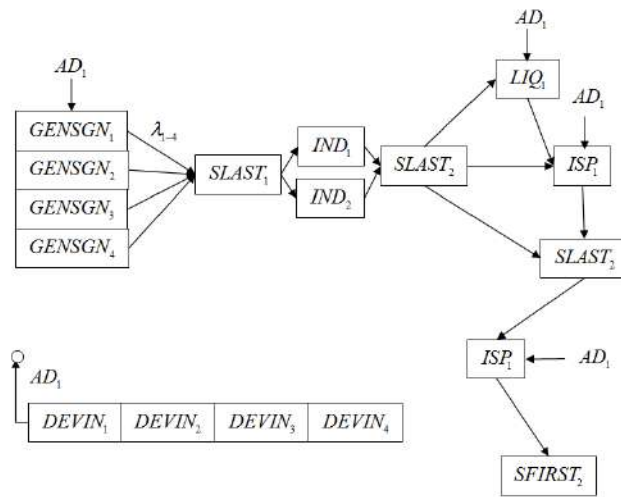 AD₁
LIQ₁
AD₁
AD₁
GENSGN₁
λ₁₋₄
GENSGN₂
GENSGN₃
GENSGN₄
SLAST₁
IND₁
IND₂
SLAST₂
ISP₁
SLAST₂
ISP₁
AD₁
AD₁
DEVIN₁ DEVIN₂ DEVIN₃ DEVIN₄
SFIRST₂